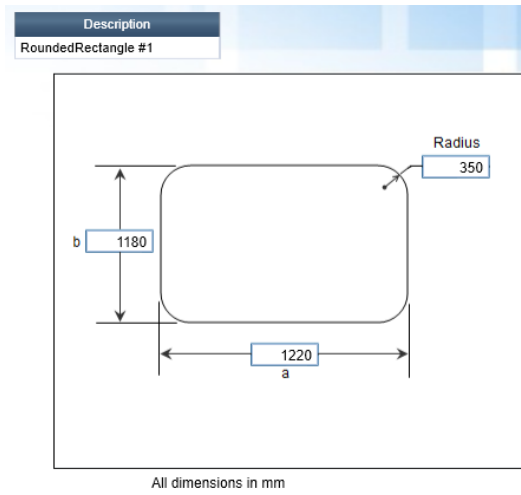 Description
RoundedRectangle #1
Radius
350
b 1180
1220
a
All dimensions in mm